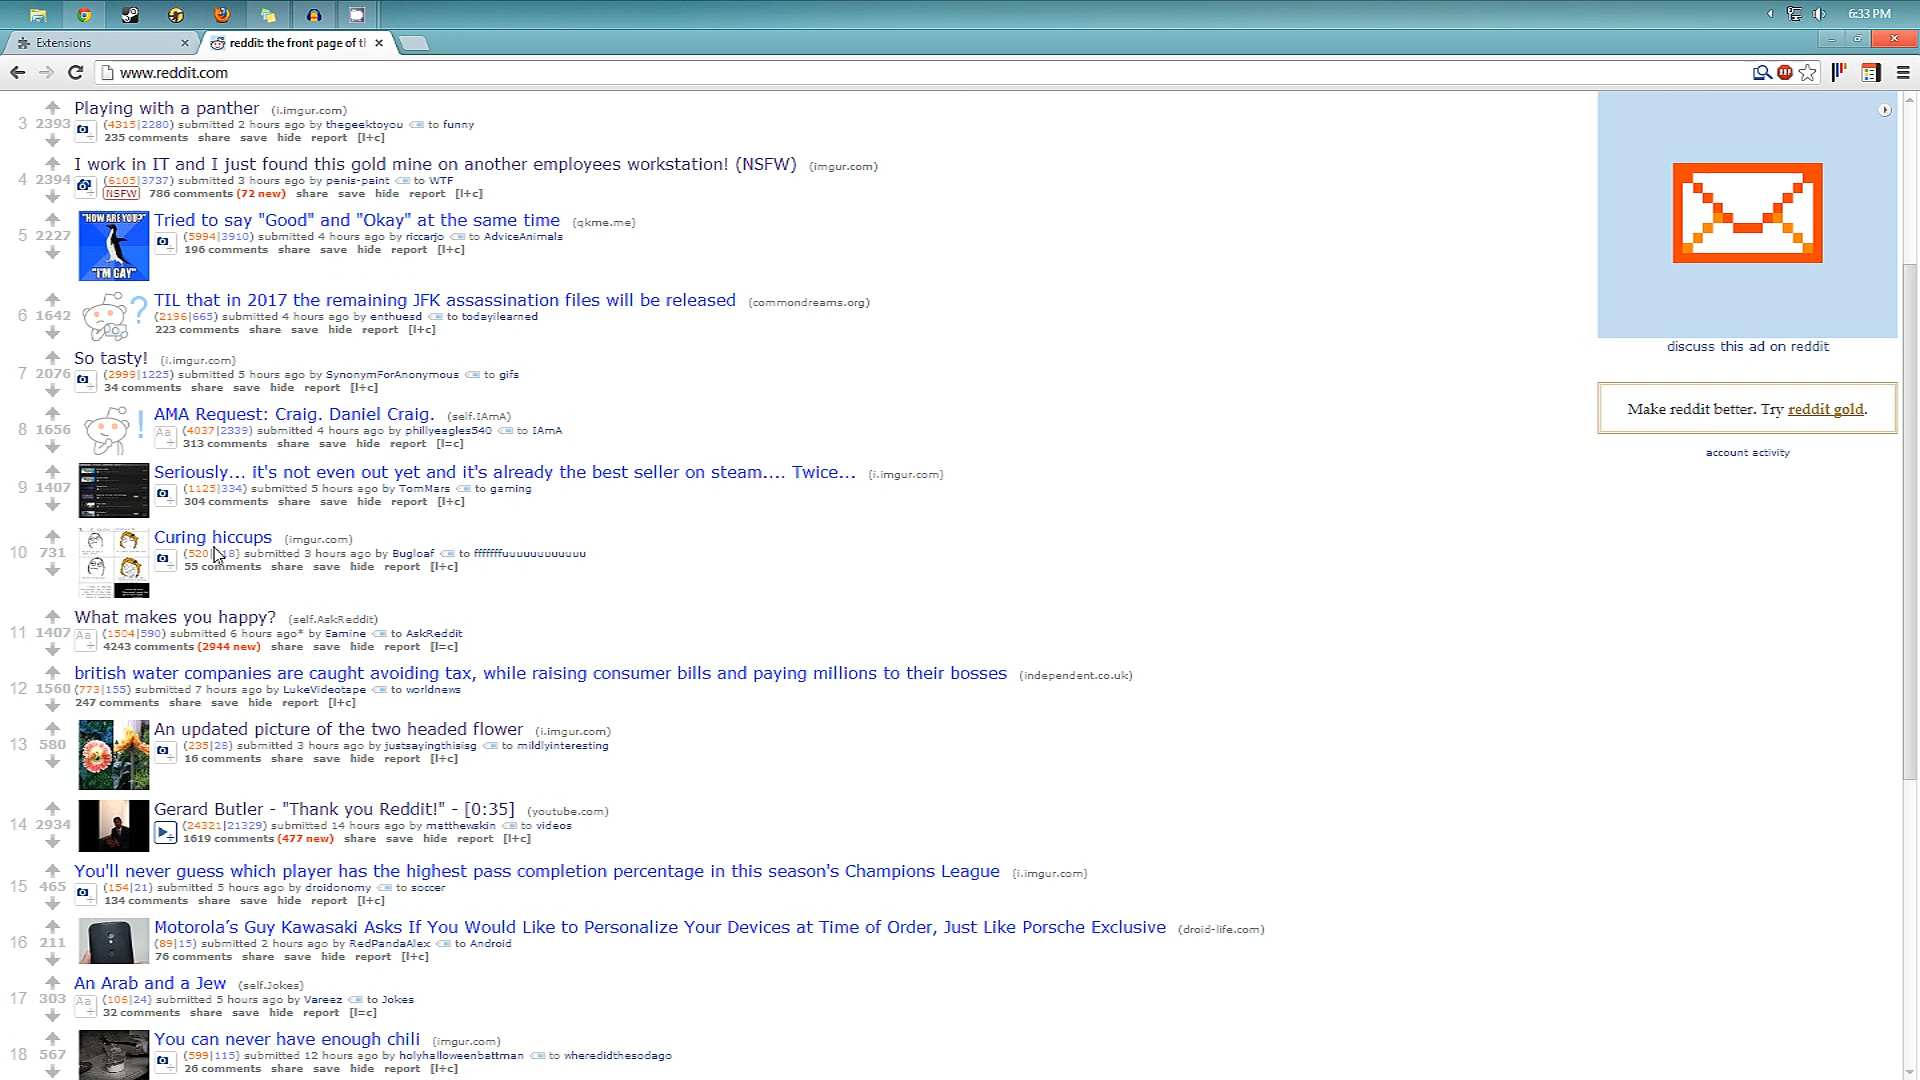 6:33 PM
Extensions
reddit: the front page of tl
www.reddit.com
3 2393 Playing with a panther (i.imgur.com)
(4315|2280) submitted 2 hours ago by thegeektoyou to funny
235 comments share save hide report [l+c]
4 2394 I work in IT and I just found this gold mine on another employees workstation! (NSFW) (imgur.com)
(6105|3737) submitted 3 hours ago by penis-paint to WTF
NSFW 786 comments (72 new) share save hide report [l+c]
"HOW ARE YOU?"
"I'M GAY"
5 2227 Tried to say "Good" and "Okay" at the same time (qkme.me)
(5994|3910) submitted 4 hours ago by riccarjo to AdviceAnimals
196 comments share save hide report [l+c]
6 1642 TIL that in 2017 the remaining JFK assassination files will be released (commondreams.org)
(2196|665) submitted 4 hours ago by enthuesd to todayilearned
223 comments share save hide report [l+c]
7 2076 So tasty! (i.imgur.com)
(2999|1225) submitted 5 hours ago by SynonymForAnonymous to gifs
34 comments share save hide report [l+c]
8 1656 AMA Request: Craig. Daniel Craig. (self.IAmA)
Aa (4037|2339) submitted 4 hours ago by phillyeagles540 to IAmA
313 comments share save hide report [l=c]
9 1407 Seriously... it's not even out yet and it's already the best seller on steam.... Twice... (i.imgur.com)
(1125|334) submitted 5 hours ago by TomMars to gaming
304 comments share save hide report [l+c]
10 731 Curing hiccups (imgur.com)
(520| 18) submitted 3 hours ago by Bugloaf to fffffffuuuuuuuuuuuu
55 comments share save hide report [l+c]
11 1407 What makes you happy? (self.AskReddit)
Aa (1504|590) submitted 6 hours ago* by Eamine to AskReddit
4243 comments (2944 new) share save hide report [l=c]
12 1560 british water companies are caught avoiding tax, while raising consumer bills and paying millions to their bosses (independent.co.uk)
(773|155) submitted 7 hours ago by LukeVideotape to worldnews
247 comments share save hide report [l+c]
13 580 An updated picture of the two headed flower (i.imgur.com)
(235|28) submitted 3 hours ago by justsayingthisisg to mildlyinteresting
16 comments share save hide report [l+c]
14 2934 Gerard Butler - "Thank you Reddit!" - [0:35] (youtube.com)
(24321|21329) submitted 14 hours ago by matthewskin to videos
1619 comments (477 new) share save hide report [l+c]
15 465 You'll never guess which player has the highest pass completion percentage in this season's Champions League (i.imgur.com)
(154|21) submitted 5 hours ago by droidonomy to soccer
134 comments share save hide report [l+c]
16 211 Motorola’s Guy Kawasaki Asks If You Would Like to Personalize Your Devices at Time of Order, Just Like Porsche Exclusive (droid-life.com)
(89|15) submitted 2 hours ago by RedPandaAlex to Android
76 comments share save hide report [l+c]
17 303 An Arab and a Jew (self.Jokes)
Aa (106|24) submitted 5 hours ago by Vareez to Jokes
32 comments share save hide report [l=c]
18 567 You can never have enough chili (imgur.com)
(599|115) submitted 12 hours ago by holyhalloweenbattman to wheredidthesodago
26 comments share save hide report [l+c]
discuss this ad on reddit
Make reddit better. Try reddit gold.
account activity